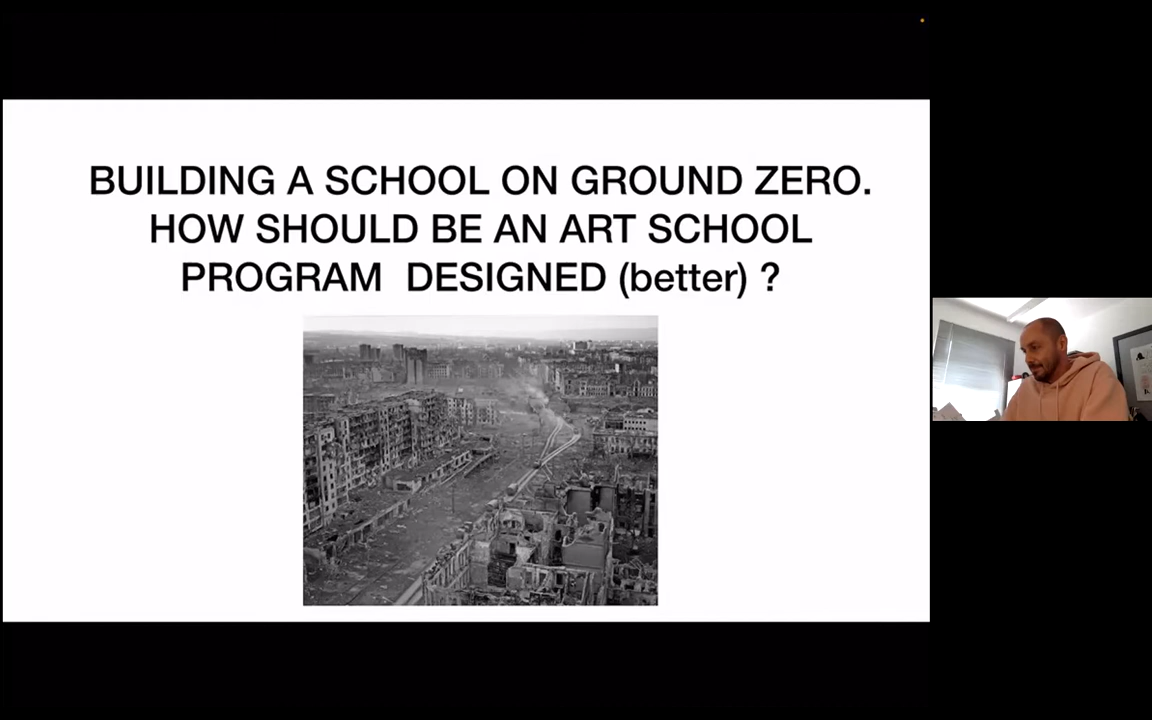 BUILDING A SCHOOL ON GROUND ZERO.
HOW SHOULD BE AN ART SCHOOL
PROGRAM  DESIGNED (better) ?